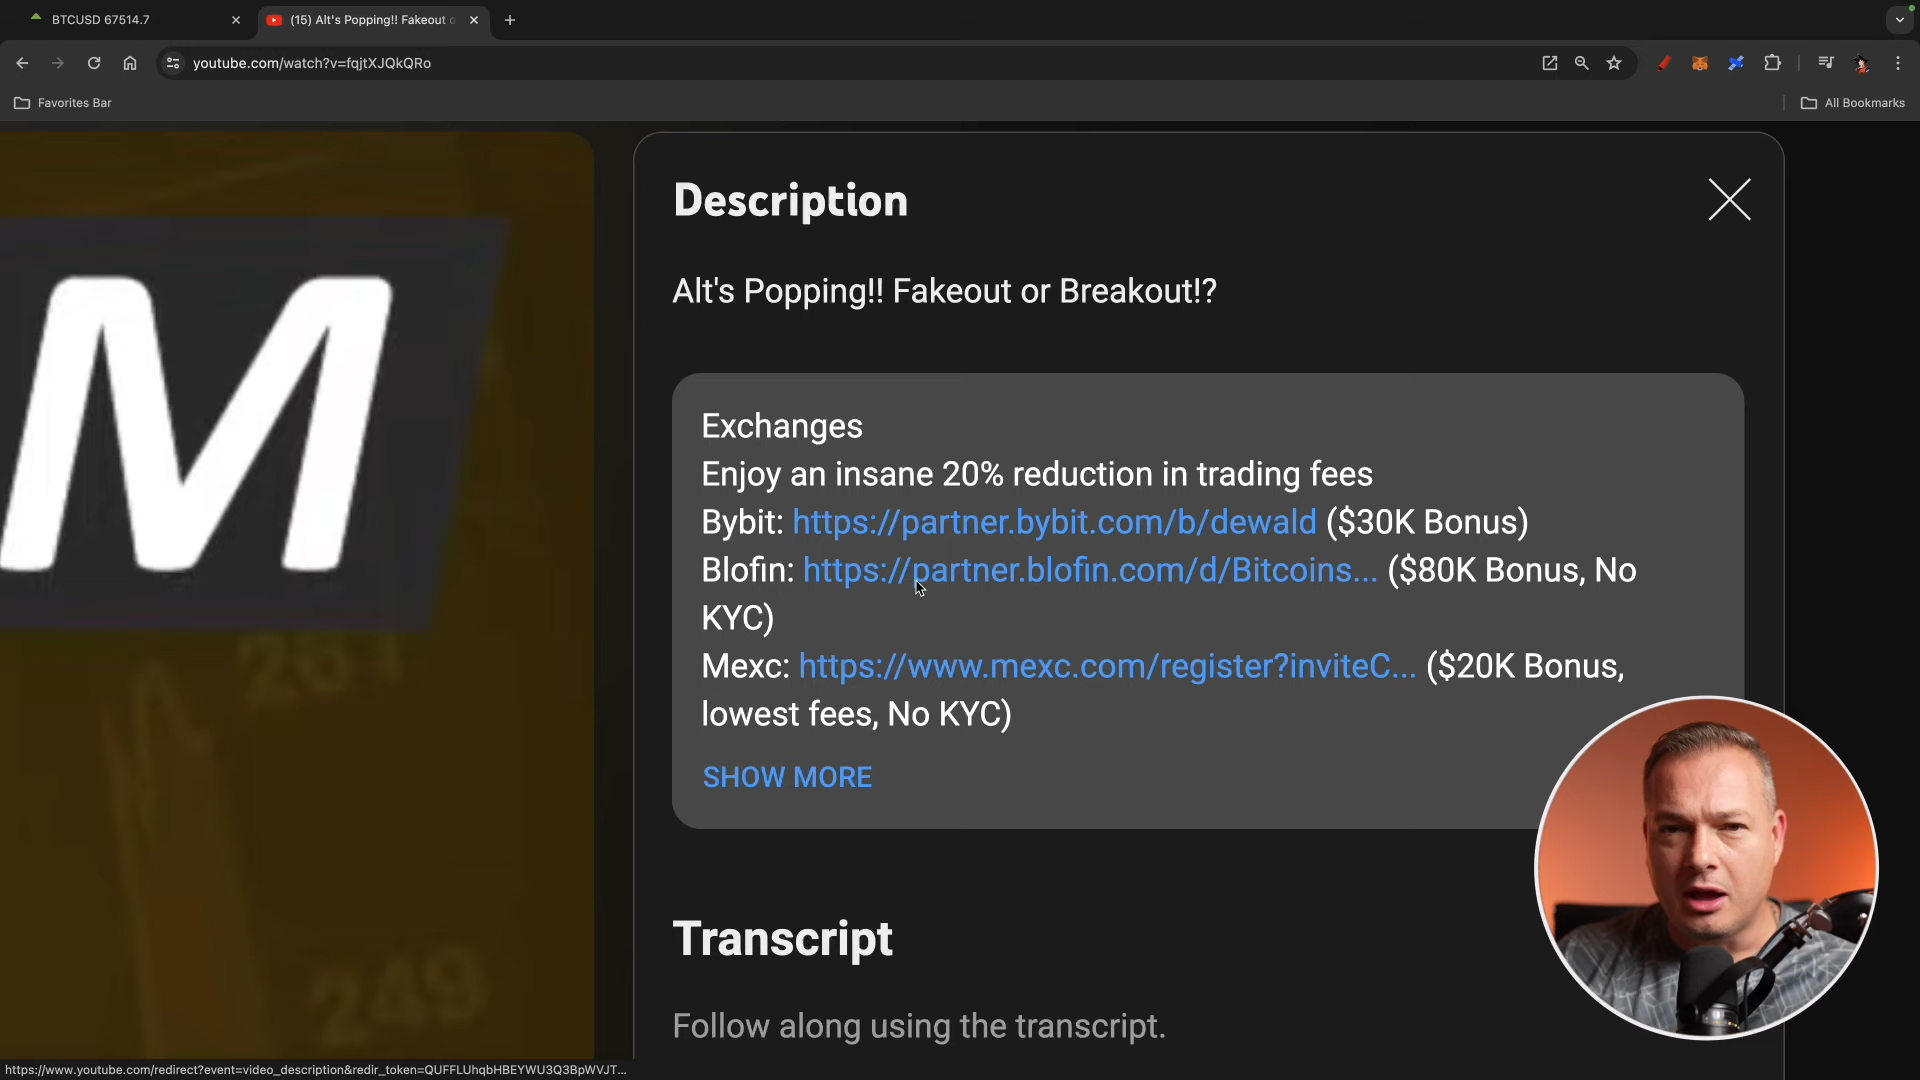 BTCUSD 67514.7
(15) Alt's Popping!! Fakeout o
youtube.com/watch?v=fqjtXJQkQRo
Favorites Bar
All Bookmarks
M
261
249
Description
Alt's Popping!! Fakeout or Breakout!?
Exchanges
Enjoy an insane 20% reduction in trading fees
Bybit: https://partner.bybit.com/b/dewald ($30K Bonus)
Blofin: https://partner.blofin.com/d/Bitcoins... ($80K Bonus, No
KYC)
Mexc: https://www.mexc.com/register?inviteC... ($20K Bonus,
lowest fees, No KYC)
SHOW MORE
Transcript
Follow along using the transcript.
https://www.youtube.com/redirect?event=video_description&redir_token=QUFFLUhqbHBEYWU3Q3BpWVJT...